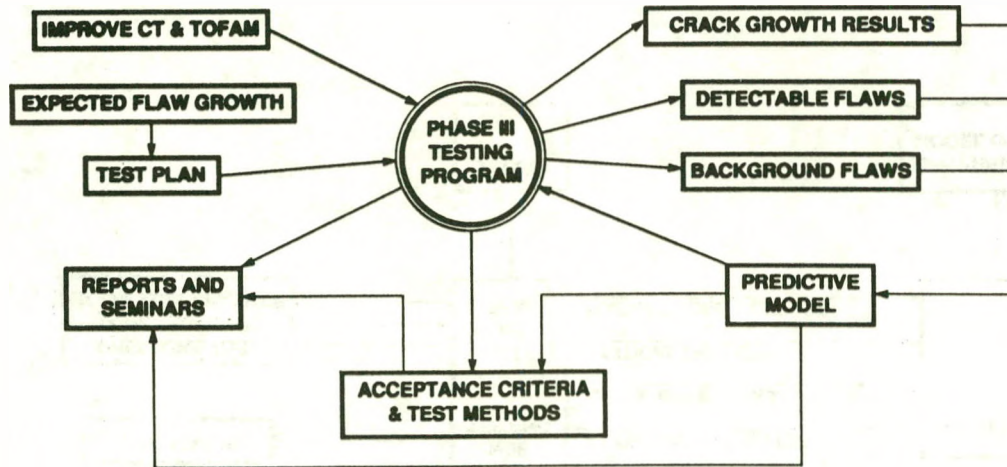 IMPROVE CT & TOFAM
CRACK GROWTH RESULTS
EXPECTED FLAW GROWTH
DETECTABLE FLAWS
PHASE III
TESTING
PROGRAM
TEST PLAN
BACKGROUND FLAWS
REPORTS AND
SEMINARS
PREDICTIVE
MODEL
ACCEPTANCE CRITERIA
& TEST METHODS